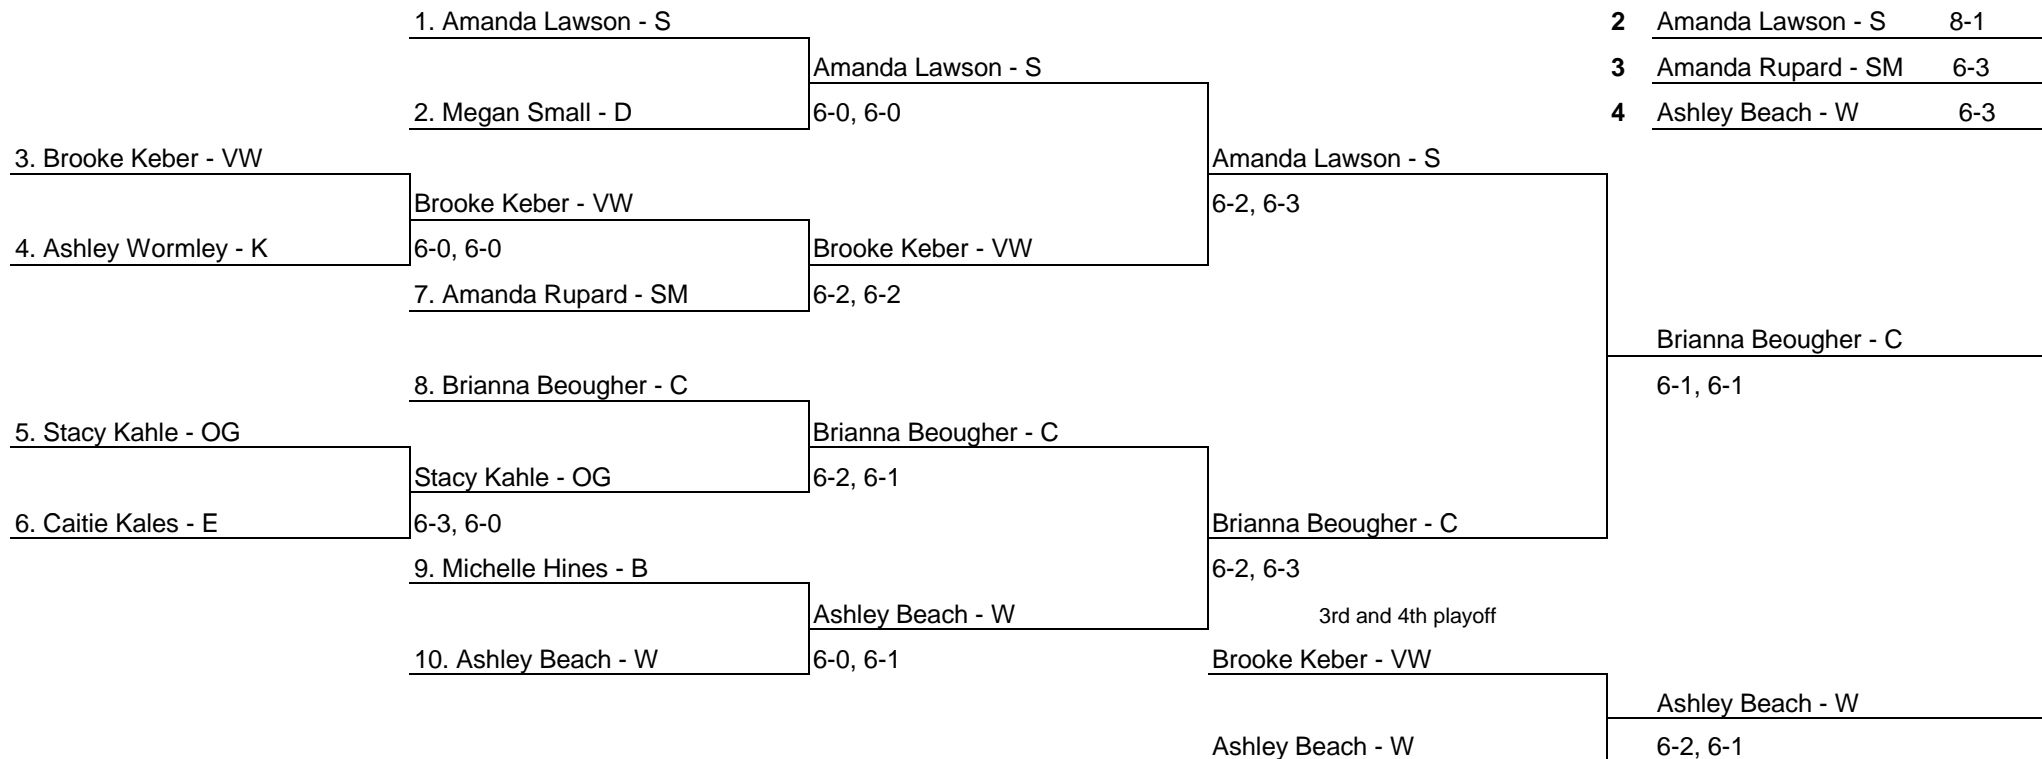 1. Amanda Lawson - S
2 Amanda Lawson - S 8-1
Amanda Lawson - S
3 Amanda Rupard - SM 6-3
2. Megan Small - D
6-0, 6-0
4 Ashley Beach - W 6-3
3. Brooke Keber - VW
Amanda Lawson - S
Brooke Keber - VW
6-2, 6-3
4. Ashley Wormley - K
6-0, 6-0
Brooke Keber - VW
7. Amanda Rupard - SM
6-2, 6-2
Brianna Beougher - C
8. Brianna Beougher - C
6-1, 6-1
5. Stacy Kahle - OG
Brianna Beougher - C
Stacy Kahle - OG
6-2, 6-1
6. Caitie Kales - E
6-3, 6-0
Brianna Beougher - C
9. Michelle Hines - B
6-2, 6-3
Ashley Beach - W
3rd and 4th playoff
10. Ashley Beach - W
6-0, 6-1
Brooke Keber - VW
Ashley Beach - W
Ashley Beach - W
6-2, 6-1